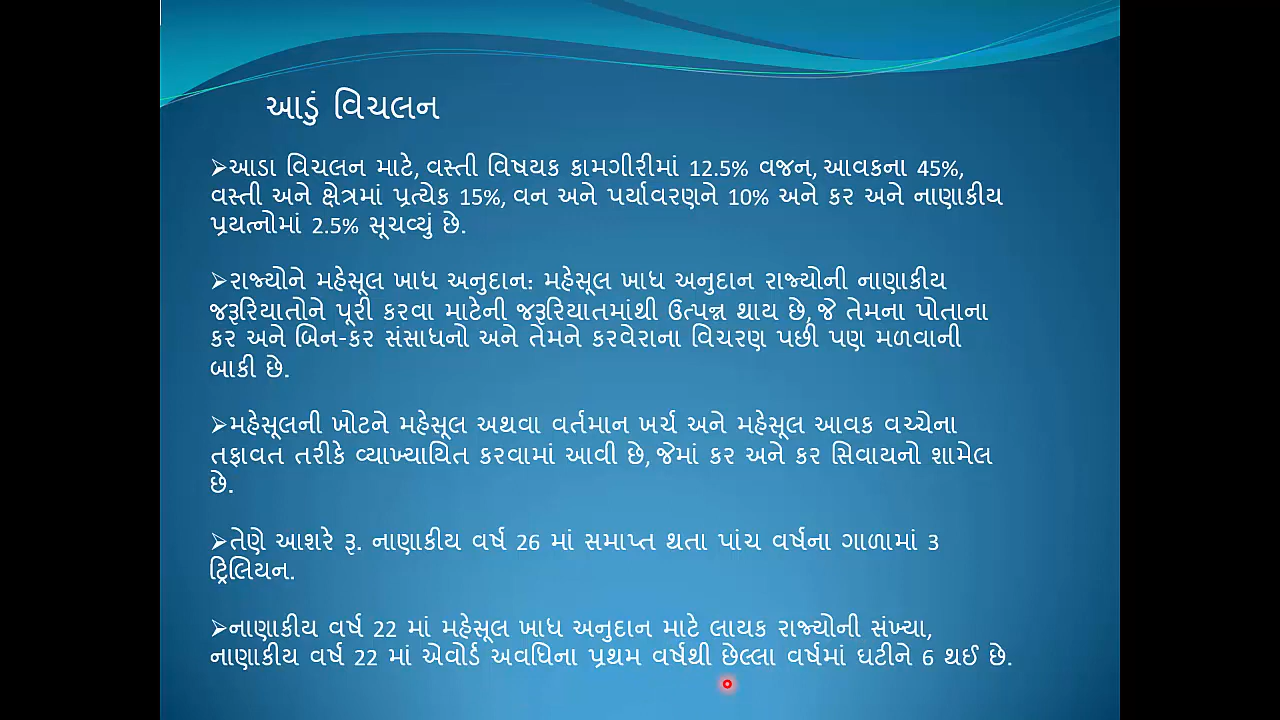 આડું વિચલન
➢આડા વિચલન માટે, વસ્તી વિષયક કામગીરીમાં 12.5% વજન, આવકના 45%,
વસ્તી અને ક્ષેત્રમાં પ્રત્યેક 15%, વન અને પર્યાવરણને 10% અને કર અને નાણાકીય
પ્રયત્નોમાં 2.5% સૂચવ્યું છે.
➢રાજ્યોને મહેસૂલ ખાધ અનુદાન: મહેસૂલ ખાધ અનુદાન રાજ્યોની નાણાકીય
જરૂરિયાતોને પૂરી કરવા માટેની જરૂરિયાતમાંથી ઉત્પન્ન થાય છે, જે તેમના પોતાના
કર અને બિન-કર સંસાધનો અને તેમને કરવેરાના વિચરણ પછી પણ મળવાની
બાકી છે.
➢મહેસૂલની ખોટને મહેસૂલ અથવા વર્તમાન ખર્ચ અને મહેસૂલ આવક વચ્ચેના
તફાવત તરીકે વ્યાખ્યાયિત કરવામાં આવી છે, જેમાં કર અને કર સિવાયનો શામેલ
છે.
➢તેણે આશરે રૂ. નાણાકીય વર્ષ 26 માં સમાપ્ત થતા પાંચ વર્ષના ગાળામાં 3
ટ્રિલિયન.
➢નાણાકીય વર્ષ 22 માં મહેસૂલ ખાધ અનુદાન માટે લાયક રાજ્યોની સંખ્યા,
નાણાકીય વર્ષ 22 માં એવોર્ડ અવધિના પ્રથમ વર્ષથી છેલ્લા વર્ષમાં ઘટીને 6 થઈ છે.